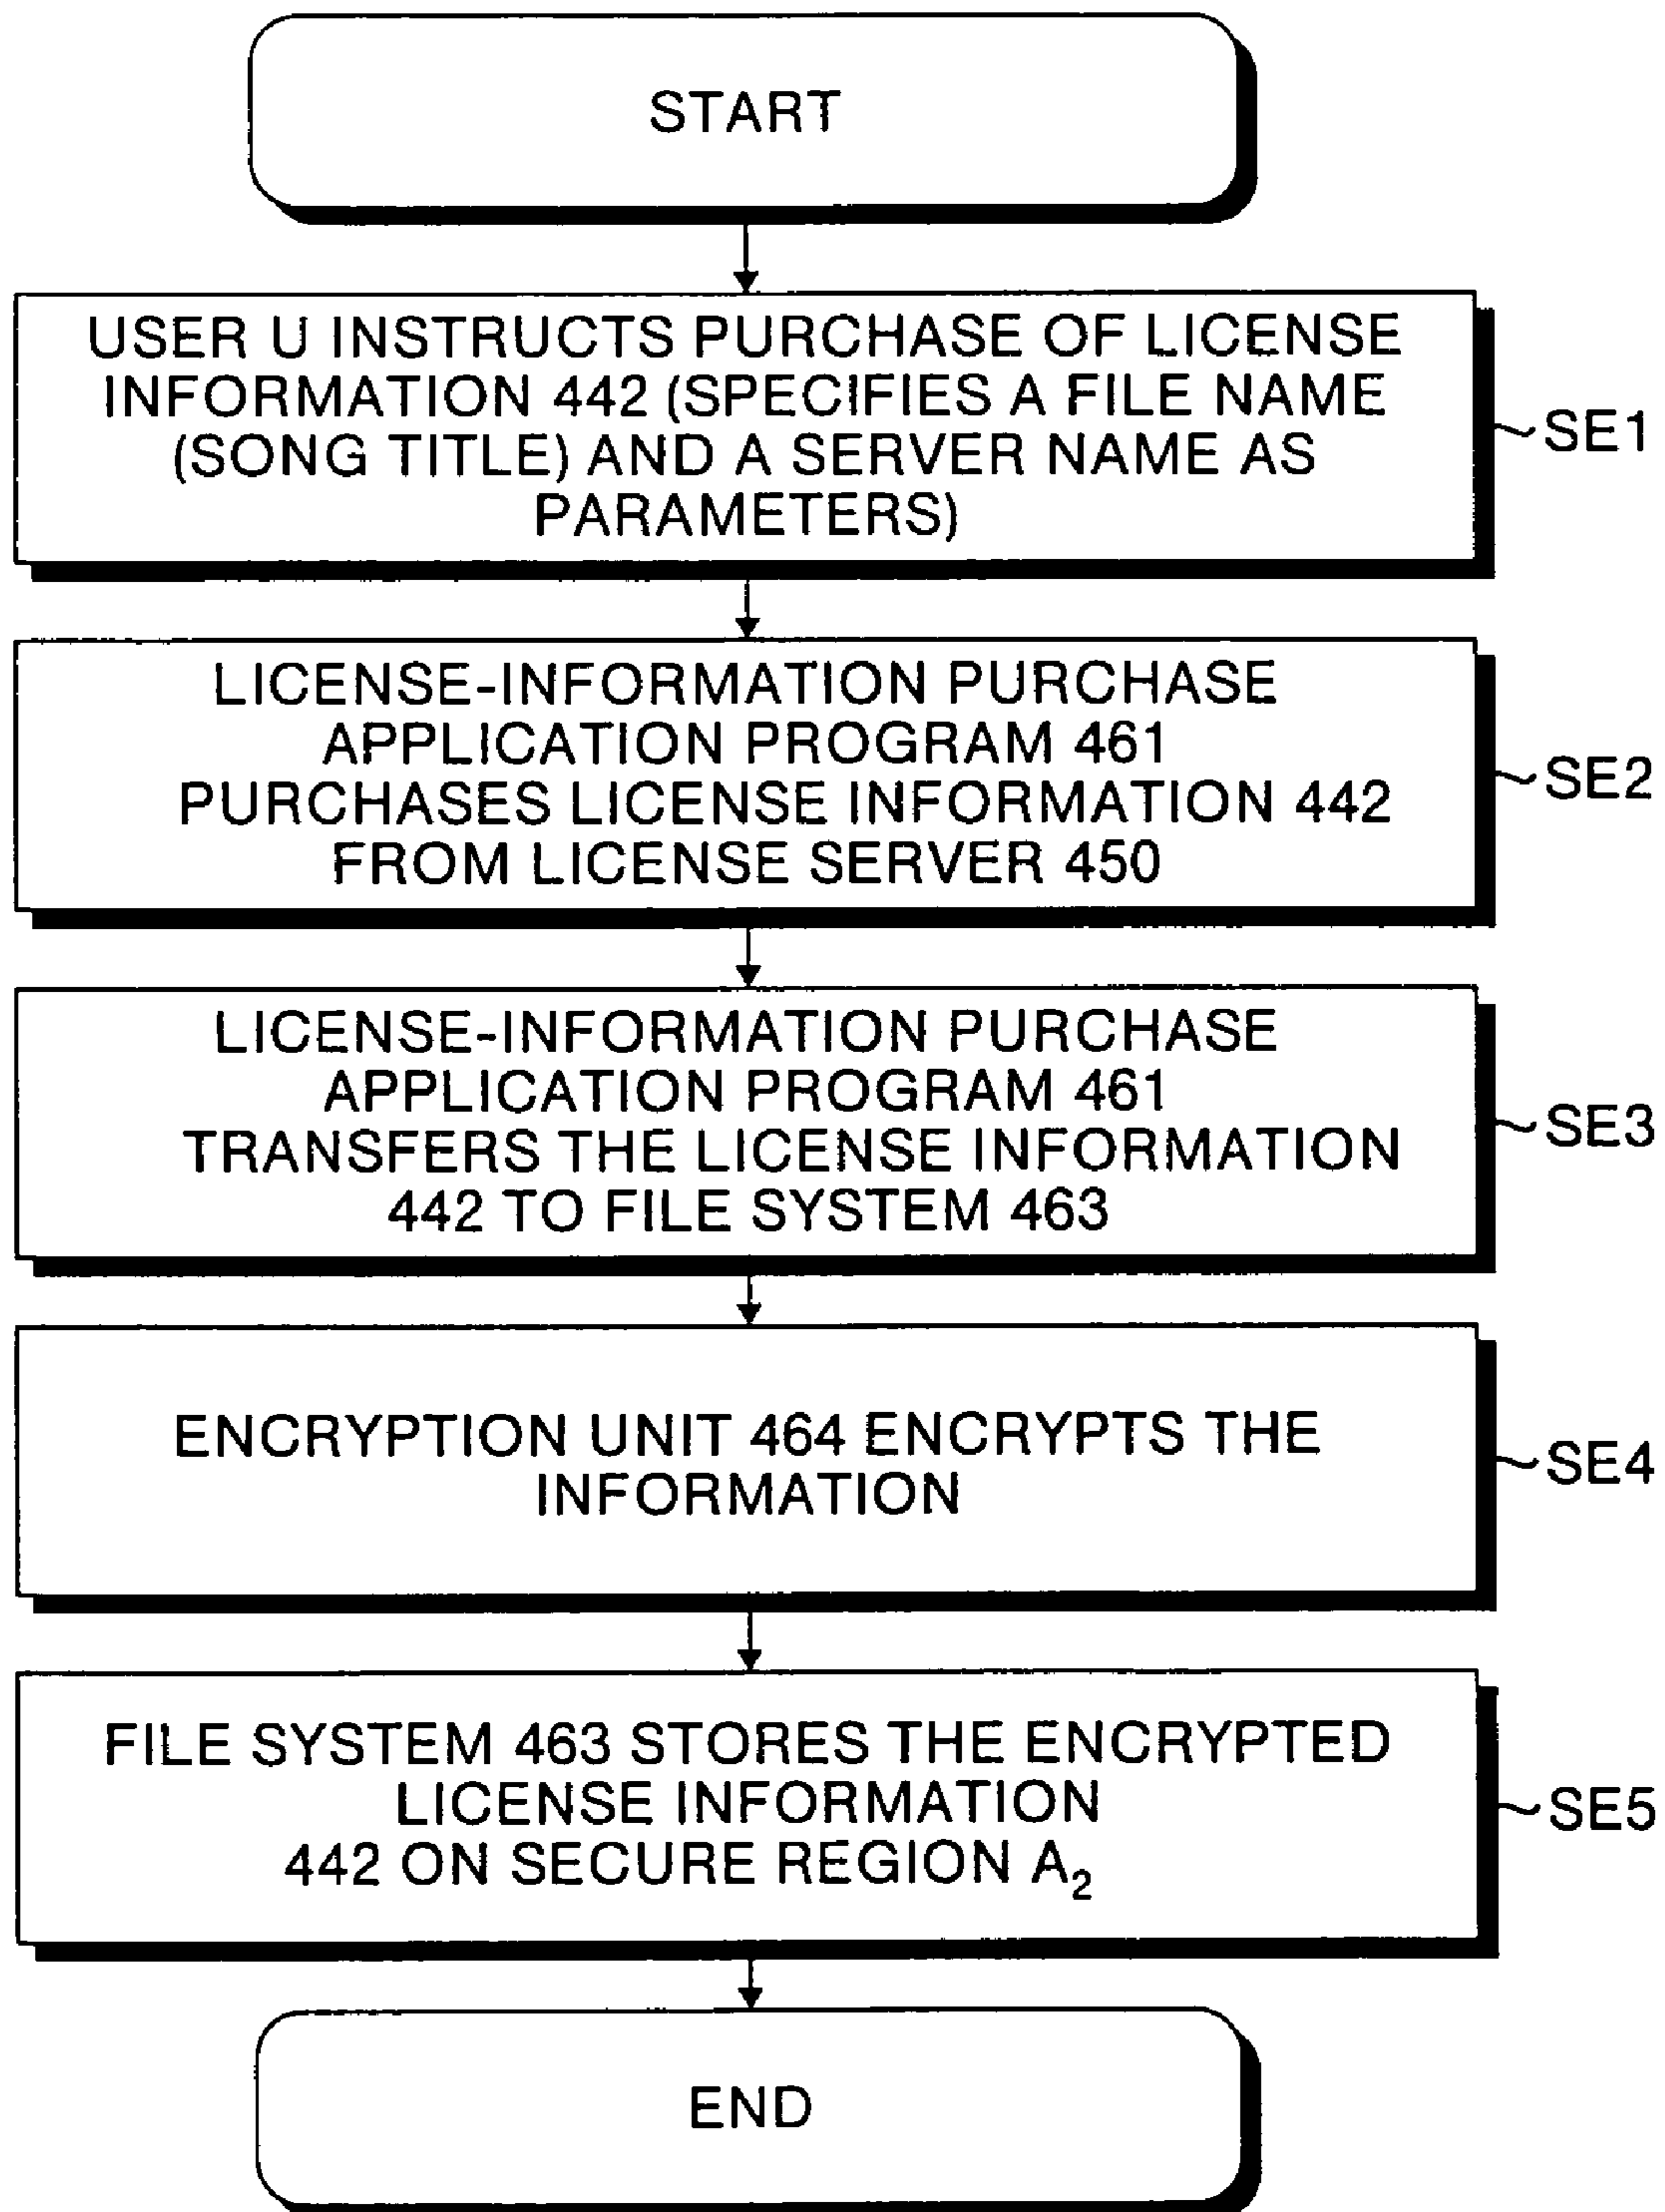 START
USER U INSTRUCTS PURCHASE OF LICENSE
INFORMATION 442 (SPECIFIES A FILE NAME
(SONG TITLE) AND A SERVER NAME AS
PARAMETERS)
SE1
LICENSE-INFORMATION PURCHASE
APPLICATION PROGRAM 461
PURCHASES LICENSE INFORMATION 442
FROM LICENSE SERVER 450
SE2
LICENSE-INFORMATION PURCHASE
APPLICATION PROGRAM 461
TRANSFERS THE LICENSE INFORMATION
442 TO FILE SYSTEM 463
SE3
ENCRYPTION UNIT 464 ENCRYPTS THE
INFORMATION
SE4
FILE SYSTEM 463 STORES THE ENCRYPTED
LICENSE INFORMATION
442 ON SECURE REGION A₂
SE5
END